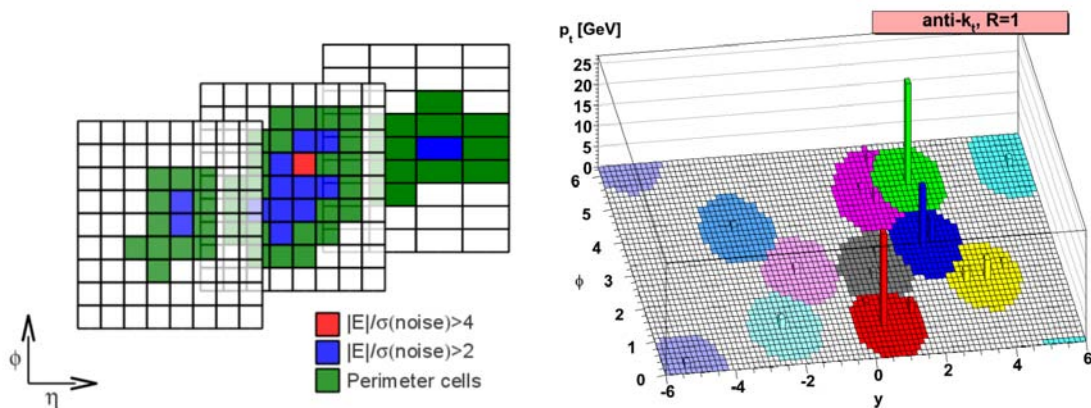 |E|/σ(noise)>4
|E|/σ(noise)>2
Perimeter cells
ϕ
η
anti-kt, R=1
pt [GeV]
25
20
15
10
5
0
6
5
4
3
2
1
0
ϕ
-6
-4
-2
0
2
4
6
y